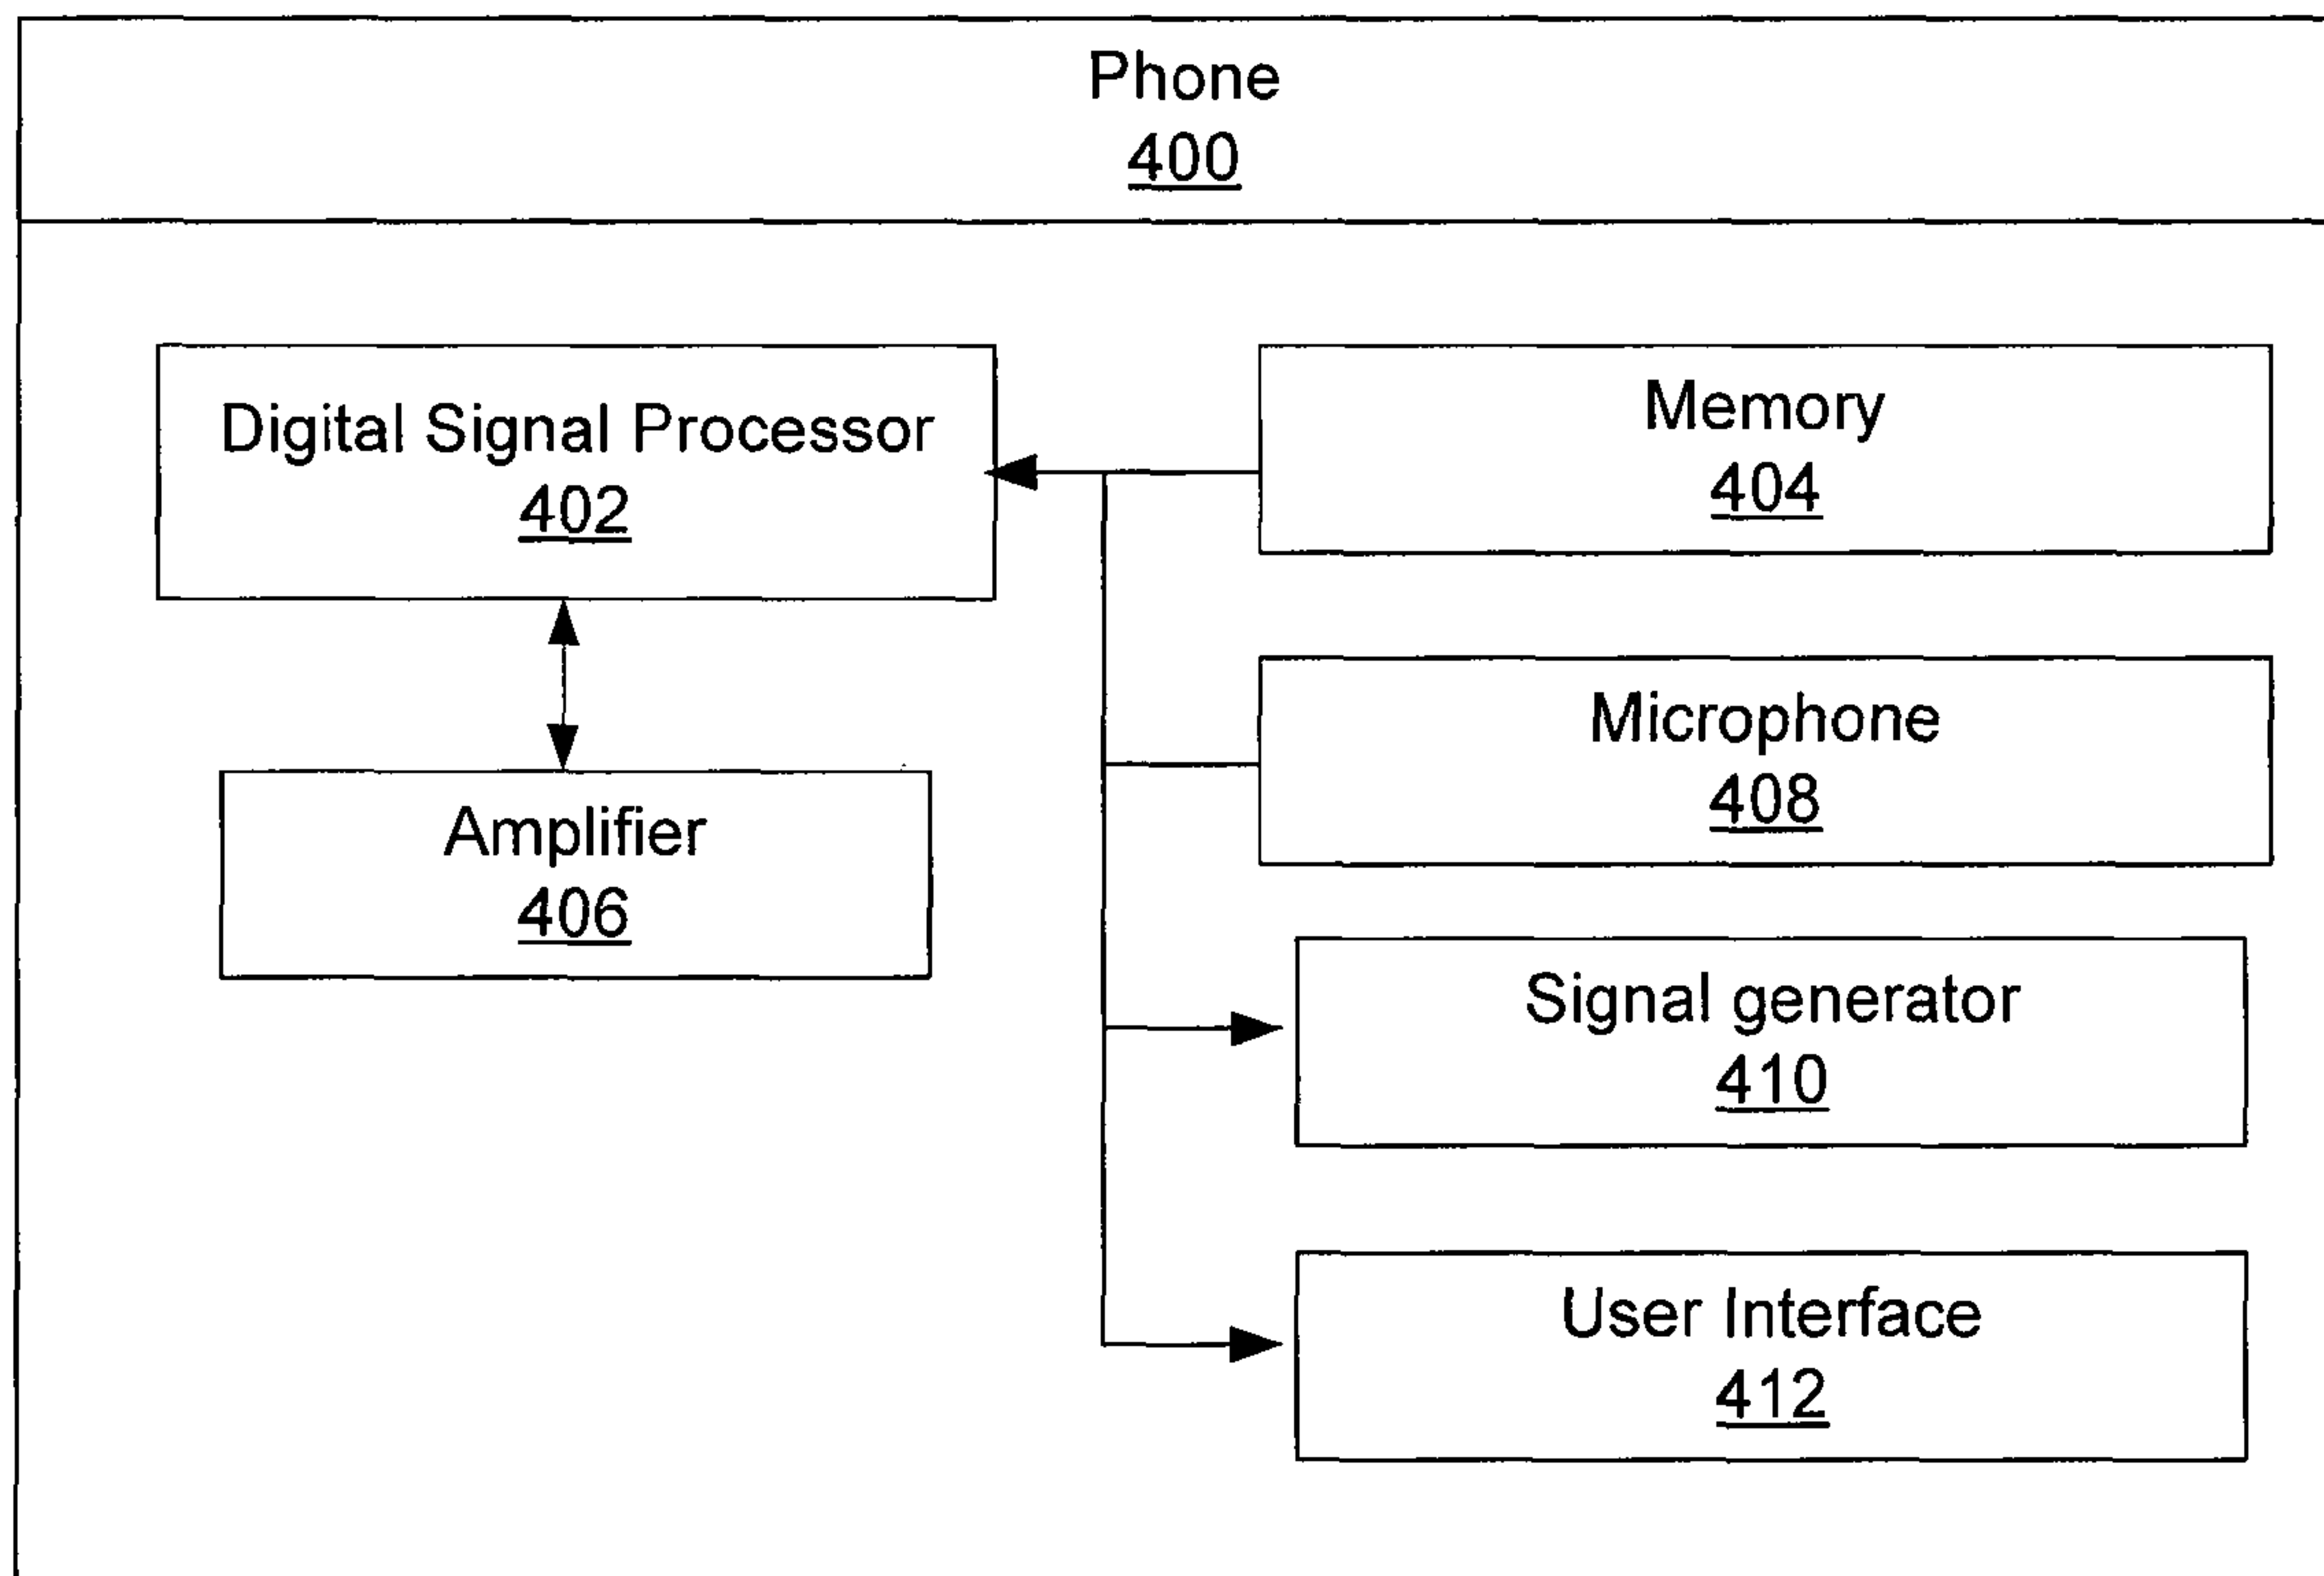 Phone
400
Digital Signal Processor
402
Memory
404
Amplifier
406
Microphone
408
Signal generator
410
User Interface
412